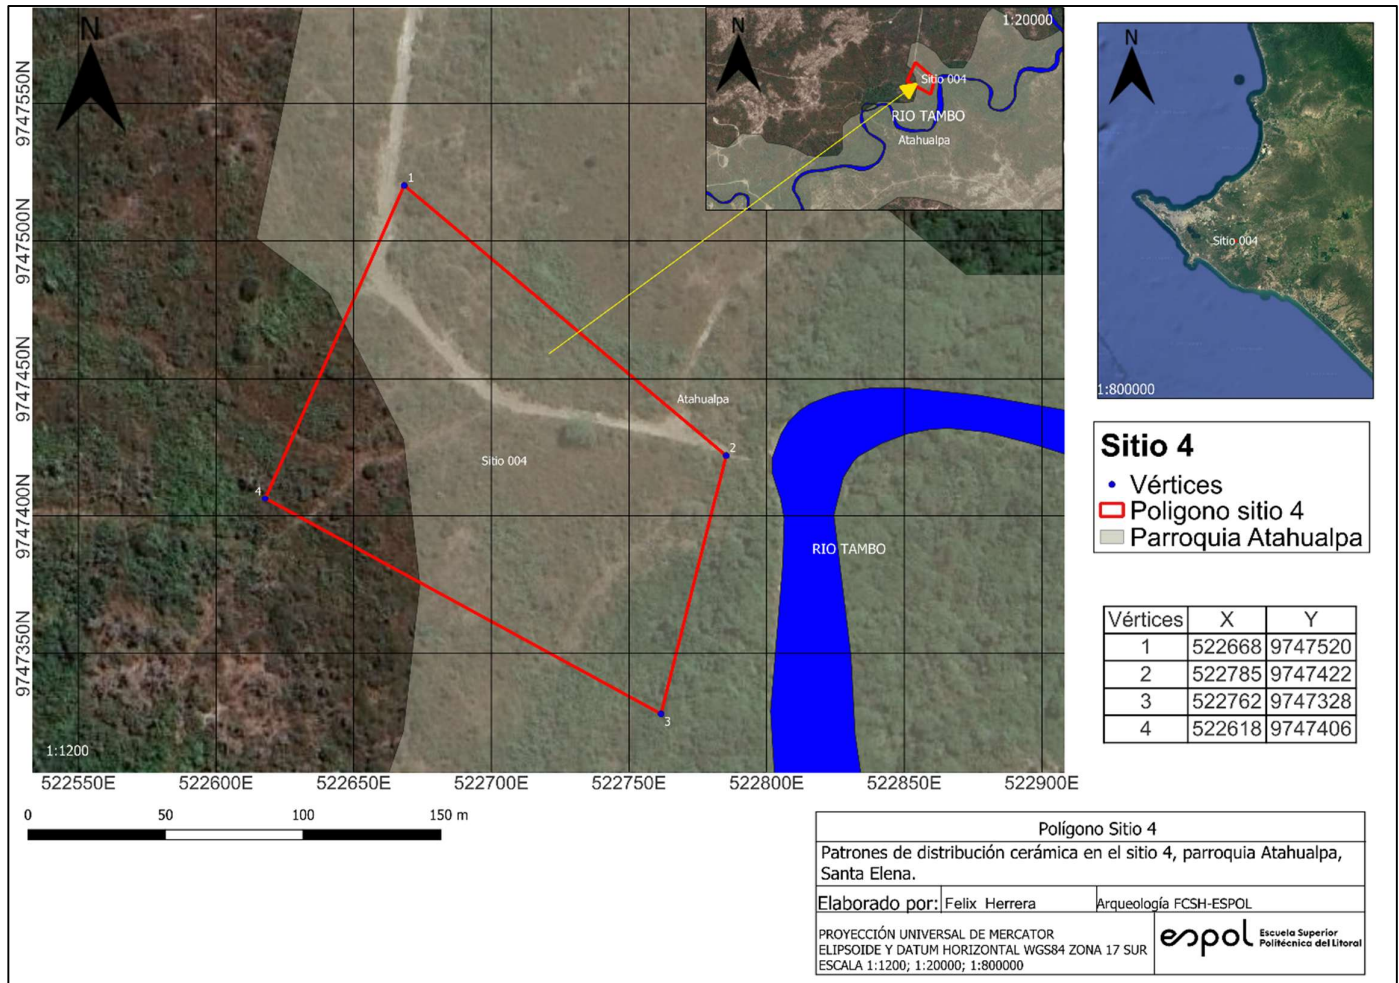 N
1:20000
Sitio 004
RIO TAMBO
Atahualpa
N
N
Sitio 004
1:800000
9747550N
9747500N
9747450N
9747400N
9747350N
1
2
3
4
Atahualpa
Sitio 004
RIO TAMBO
1:1200
522550E 522600E 522650E 522700E 522750E 522800E 522850E 522900E
0 50 100 150 m
Sitio 4
Vértices
Poligono sitio 4
Parroquia Atahualpa
Vértices X Y
1 522668 9747520
2 522785 9747422
3 522762 9747328
4 522618 9747406
Polígono Sitio 4
Patrones de distribución cerámica en el sitio 4, parroquia Atahualpa,
Santa Elena.
Elaborado por: Felix Herrera Arqueología FCSH-ESPOL
PROYECCIÓN UNIVERSAL DE MERCATOR
ELIPSOIDE Y DATUM HORIZONTAL WGS84 ZONA 17 SUR
ESCALA 1:1200; 1:20000; 1:800000
espol
Escuela Superior
Politécnica del Litoral